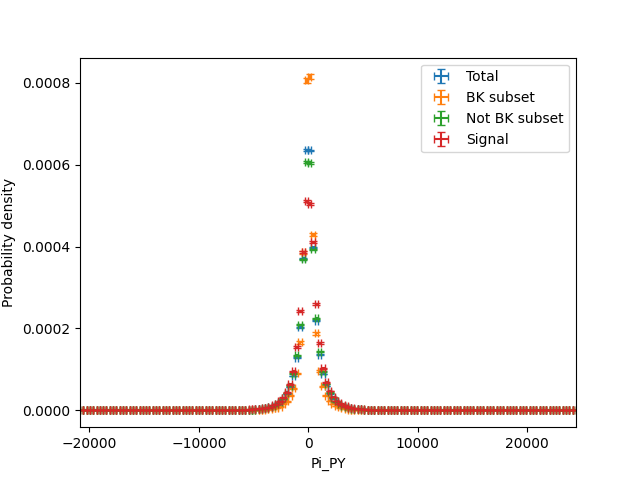 0.0008
0.0006
0.0004
0.0002
0.0000
Probability density
−20000
−10000
0
10000
20000
Pi_PY
Total
BK subset
Not BK subset
Signal